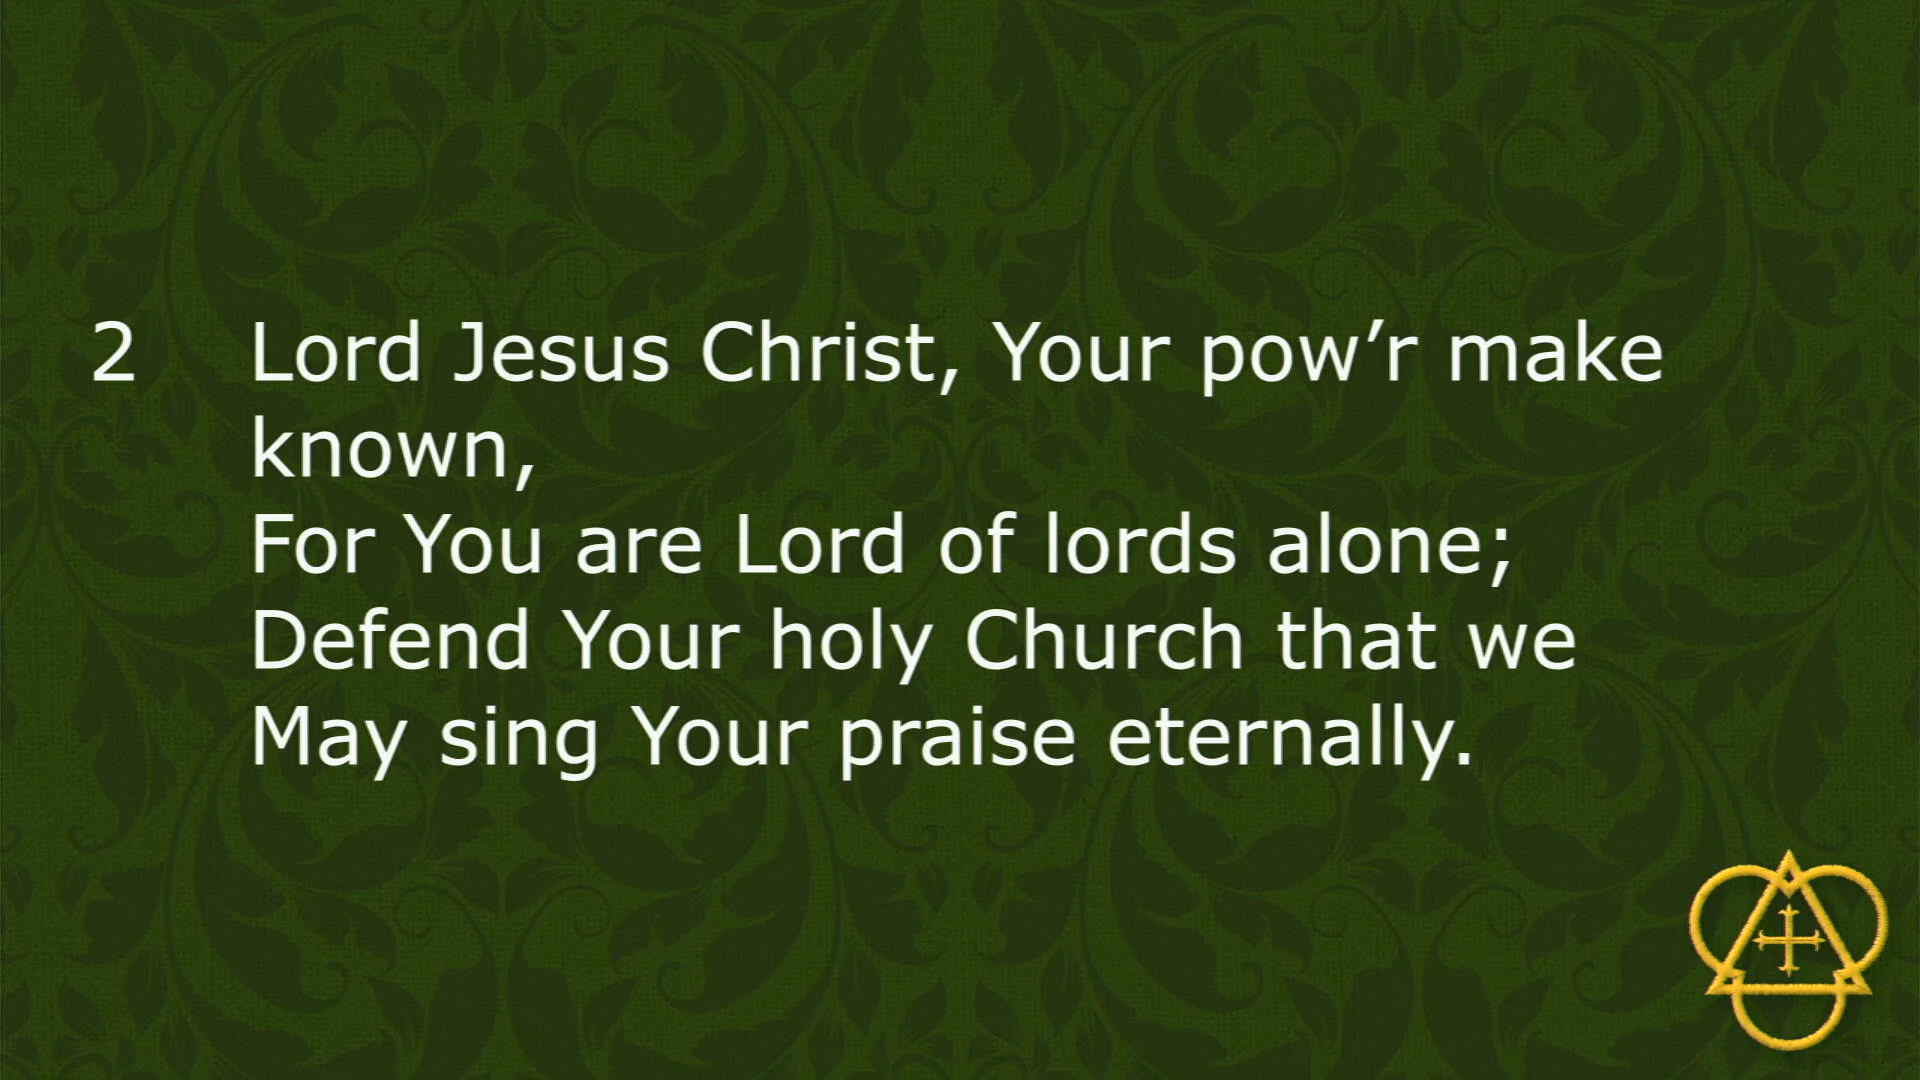 2 Lord Jesus Christ, Your pow’r make
known,
For You are Lord of lords alone;
Defend Your holy Church that we
May sing Your praise eternally.